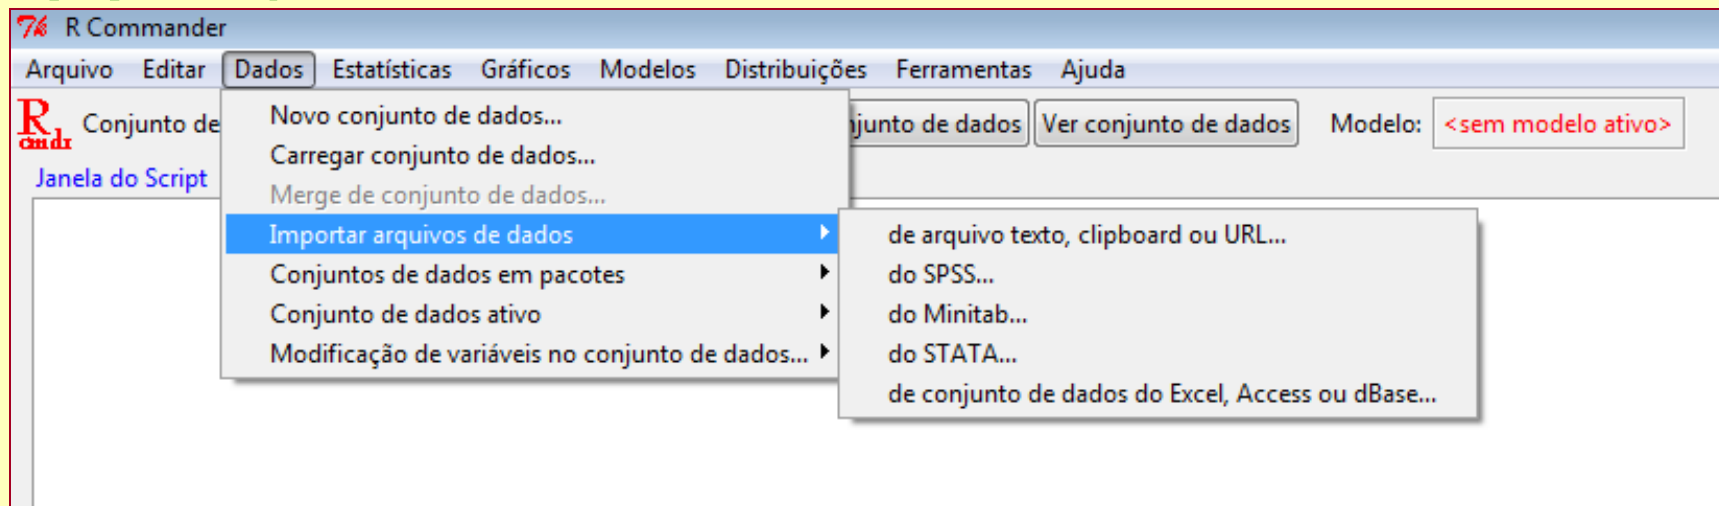 R Commander
Arquivo Editar Dados Estatísticas Gráficos Modelos Distribuições Ferramentas Ajuda
R cmdr Conjunto de conjunto de dados Ver conjunto de dados Modelo: <sem modelo ativo>
Janela do Script
Novo conjunto de dados...
Carregar conjunto de dados...
Merge de conjunto de dados...
Importar arquivos de dados
Conjuntos de dados em pacotes
Conjunto de dados ativo
Modificação de variáveis no conjunto de dados...
de arquivo texto, clipboard ou URL...
do SPSS...
do Minitab...
do STATA...
de conjunto de dados do Excel, Access ou dBase...